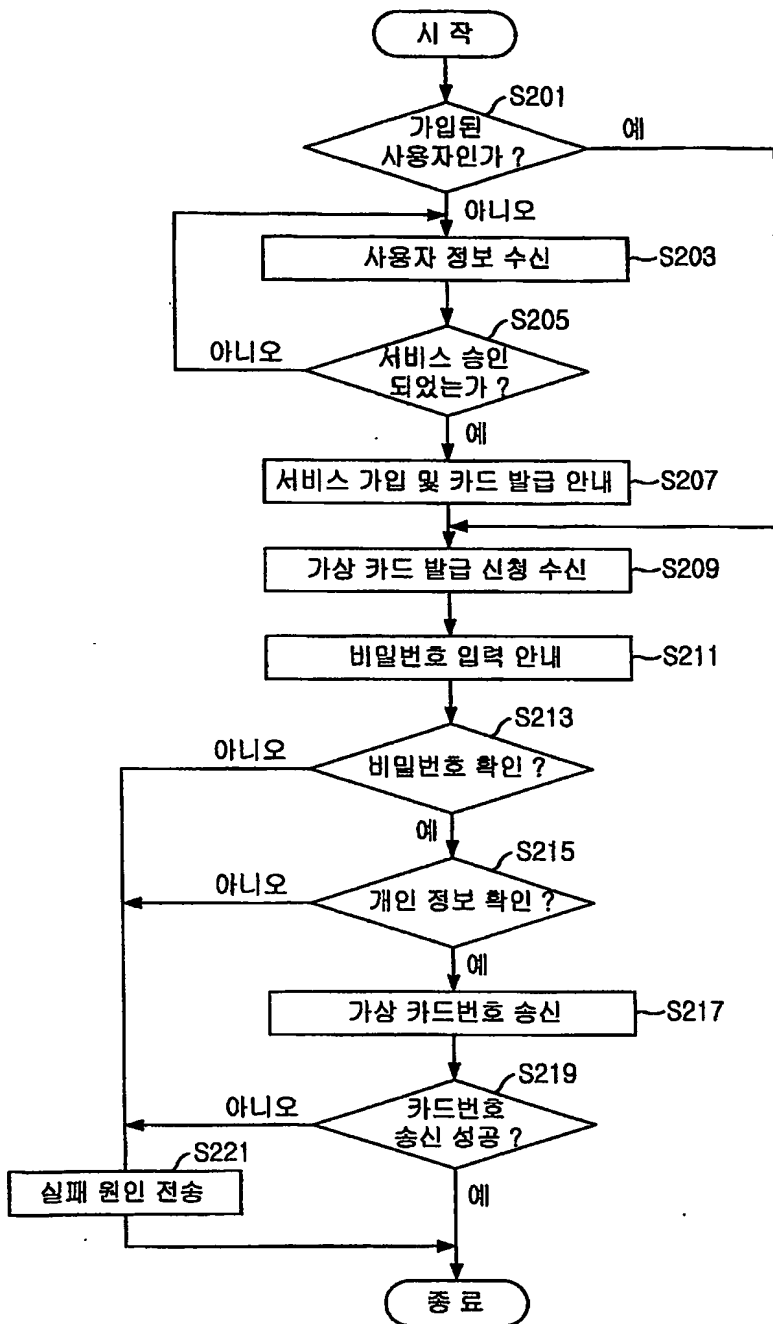 시 작
S201
가입된
사용자인가 ?
예
아니오
사용자 정보 수신
S203
S205
아니오
서비스 승인
되었는가 ?
예
서비스 가입 및 카드 발급 안내
S207
가상 카드 발급 신청 수신
S209
비밀번호 입력 안내
S211
S213
아니오
비밀번호 확인 ?
예
S215
아니오
개인 정보 확인 ?
예
가상 카드번호 송신
S217
S219
아니오
카드번호
송신 성공 ?
S221
실패 원인 전송
예
종 료